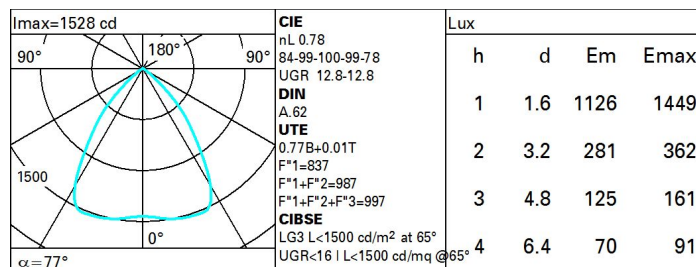 Imax=1528 cd
90° 180° 90°
1500
0°
α=77°
CIE
nL 0.78
84-99-100-99-78
UGR 12.8-12.8
DIN
A.62
UTE
0.77B+0.01T
F"1=837
F"1+F"2=987
F"1+F"2+F"3=997
CIBSE
LG3 L<1500 cd/m² at 65°
UGR<16 | L<1500 cd/mq @65°
Lux
h d Em Emax
1 1.6 1126 1449
2 3.2 281 362
3 4.8 125 161
4 6.4 70 91